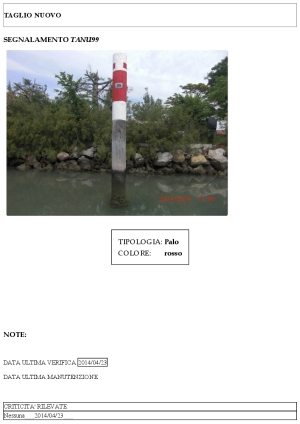 TAGLIO NUOVO
SEGNALAMENTO TANU99
TIPOLOGIA: Palo
COLORE: rosso
NOTE:
DATA ULTIMA VERIFICA 2014/04/23
DATA ULTIMA MANUTENZIONE
CRITICITA' RILEVATE
Nessuna 2014/04/23